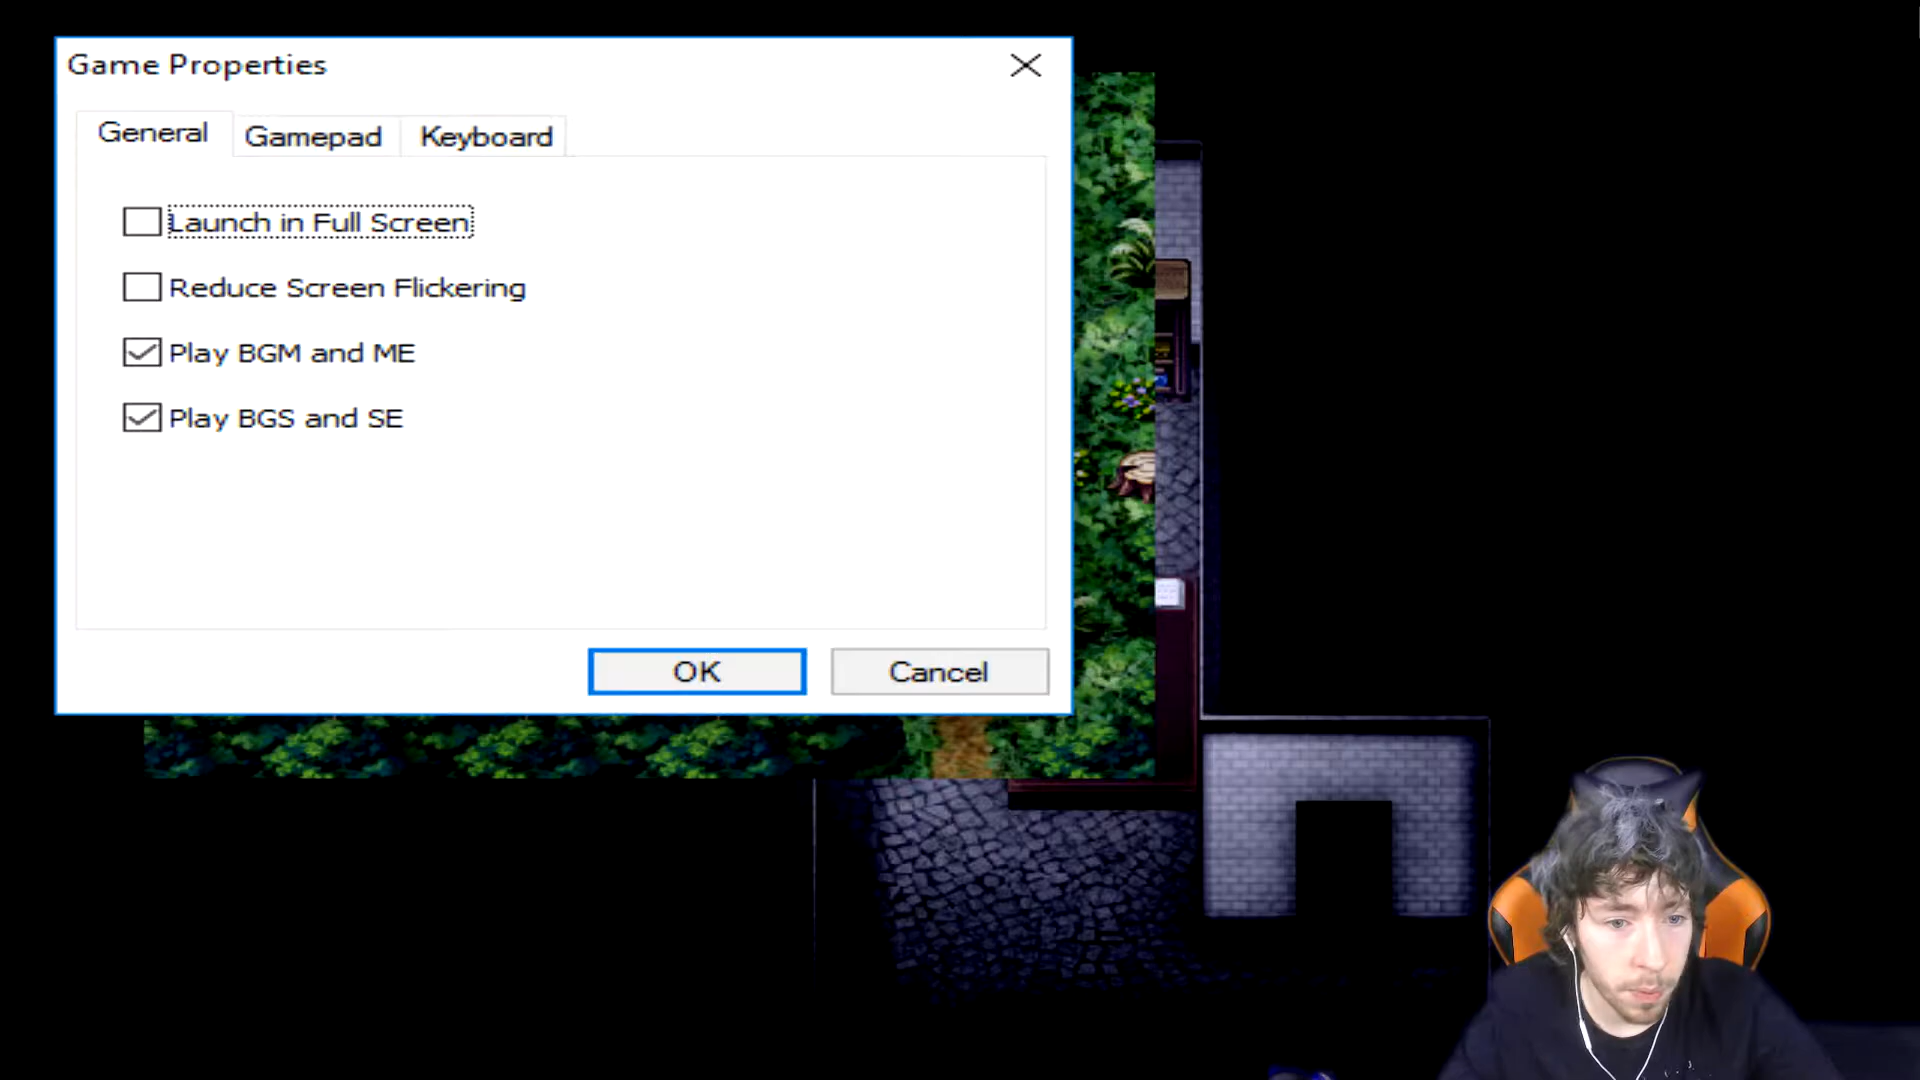 Game Properties
General
Gamepad
Keyboard
Launch in Full Screen
Reduce Screen Flickering
Play BGM and ME
Play BGS and SE
OK
Cancel